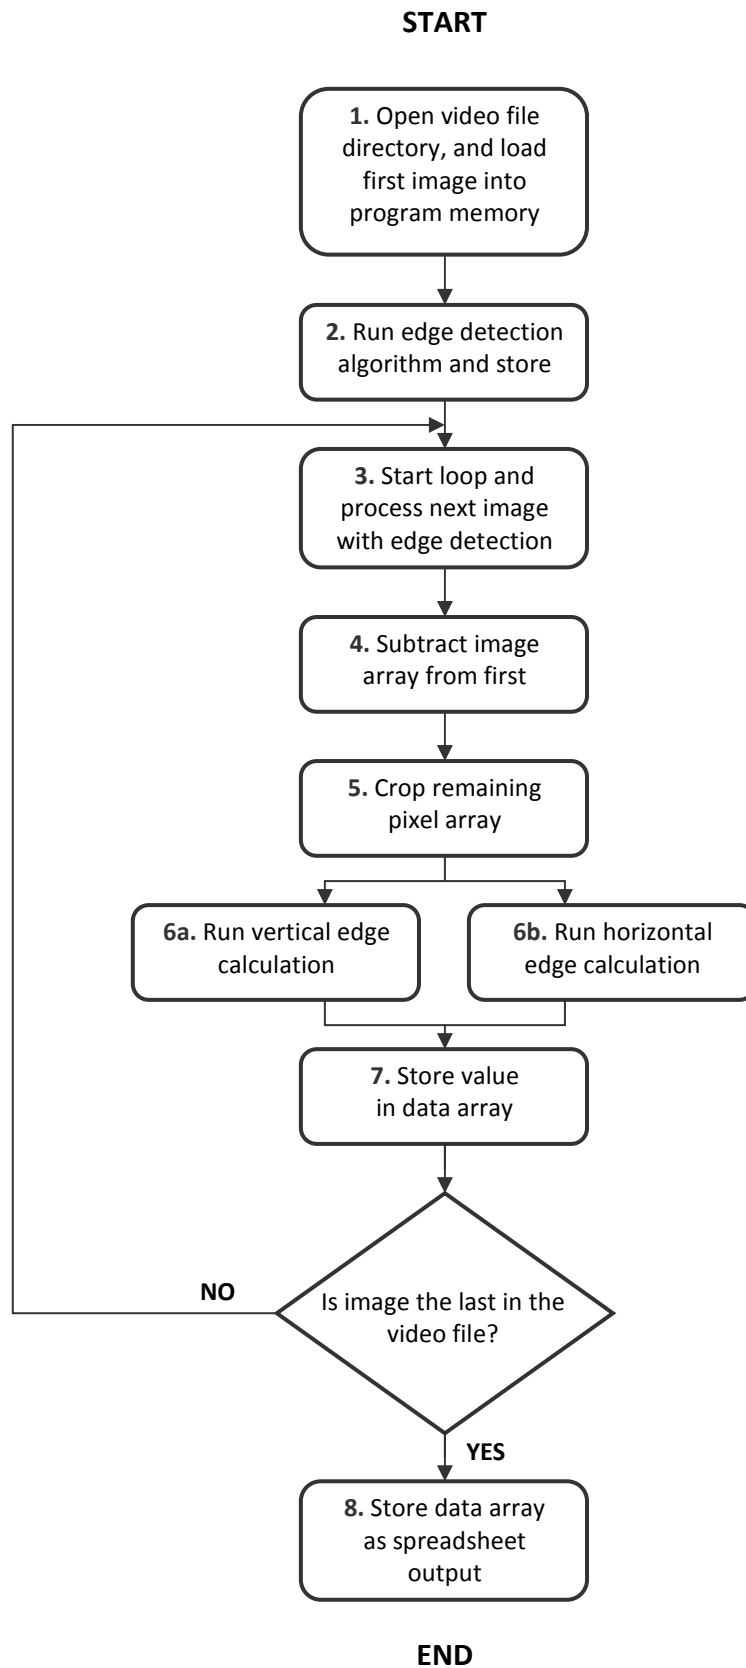 START
1. Open video file
directory, and load
first image into
program memory
2. Run edge detection
algorithm and store
3. Start loop and
process next image
with edge detection
4. Subtract image
array from first
5. Crop remaining
pixel array
6a. Run vertical edge
calculation
6b. Run horizontal
edge calculation
7. Store value
in data array
Is image the last in the
video file?
NO
YES
8. Store data array
as spreadsheet
output
END